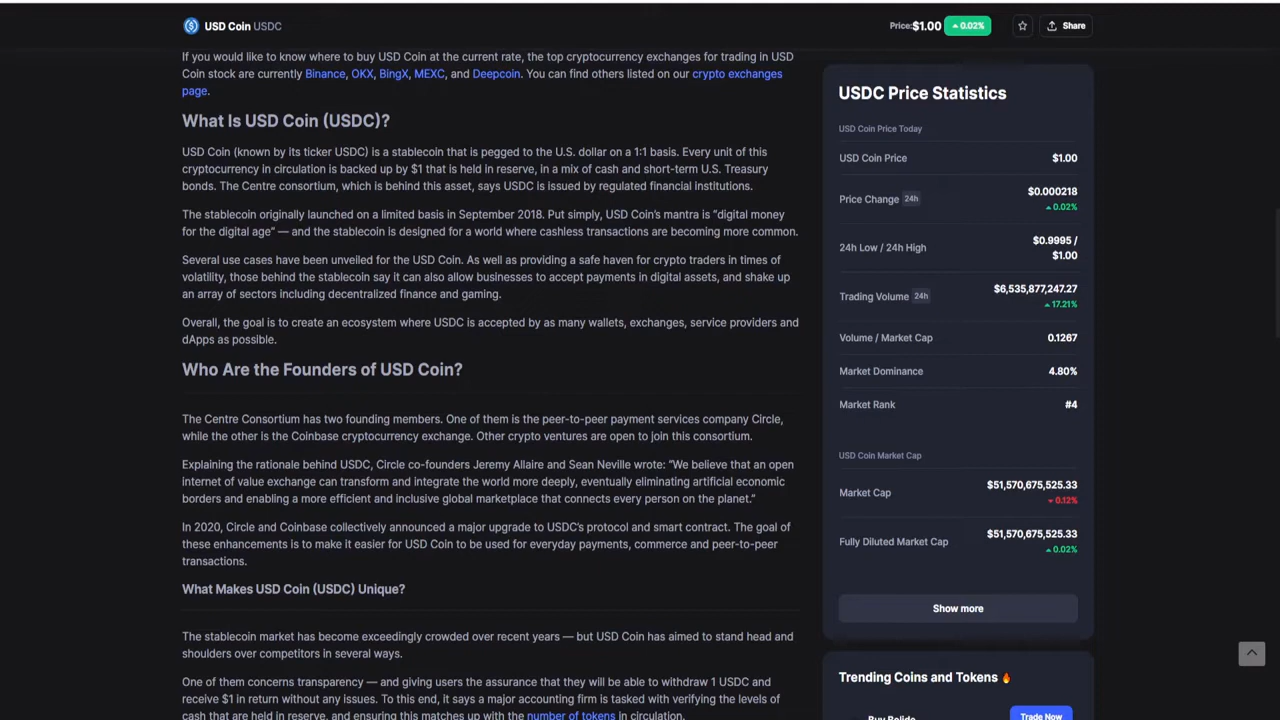 USD Coin USDC
Price:$1.00 0.02%
Share
If you would like to know where to buy USD Coin at the current rate, the top cryptocurrency exchanges for trading in USD
Coin stock are currently Binance, OKX, BingX, MEXC, and Deepcoin. You can find others listed on our crypto exchanges
page.
What Is USD Coin (USDC)?
USD Coin (known by its ticker USDC) is a stablecoin that is pegged to the U.S. dollar on a 1:1 basis. Every unit of this
cryptocurrency in circulation is backed up by $1 that is held in reserve, in a mix of cash and short-term U.S. Treasury
bonds. The Centre consortium, which is behind this asset, says USDC is issued by regulated financial institutions.
The stablecoin originally launched on a limited basis in September 2018. Put simply, USD Coin’s mantra is “digital money
for the digital age” — and the stablecoin is designed for a world where cashless transactions are becoming more common.
Several use cases have been unveiled for the USD Coin. As well as providing a safe haven for crypto traders in times of
volatility, those behind the stablecoin say it can also allow businesses to accept payments in digital assets, and shake up
an array of sectors including decentralized finance and gaming.
Overall, the goal is to create an ecosystem where USDC is accepted by as many wallets, exchanges, service providers and
dApps as possible.
Who Are the Founders of USD Coin?
The Centre Consortium has two founding members. One of them is the peer-to-peer payment services company Circle,
while the other is the Coinbase cryptocurrency exchange. Other crypto ventures are open to join this consortium.
Explaining the rationale behind USDC, Circle co-founders Jeremy Allaire and Sean Neville wrote: “We believe that an open
internet of value exchange can transform and integrate the world more deeply, eventually eliminating artificial economic
borders and enabling a more efficient and inclusive global marketplace that connects every person on the planet.”
In 2020, Circle and Coinbase collectively announced a major upgrade to USDC’s protocol and smart contract. The goal of
these enhancements is to make it easier for USD Coin to be used for everyday payments, commerce and peer-to-peer
transactions.
What Makes USD Coin (USDC) Unique?
The stablecoin market has become exceedingly crowded over recent years — but USD Coin has aimed to stand head and
shoulders over competitors in several ways.
One of them concerns transparency — and giving users the assurance that they will be able to withdraw 1 USDC and
receive $1 in return without any issues. To this end, it says a major accounting firm is tasked with verifying the levels of
cash that are held in reserve, and ensuring this matches up with the number of tokens in circulation.
USDC Price Statistics
USD Coin Price Today
USD Coin Price $1.00
Price Change 24h $0.000218
0.02%
24h Low / 24h High $0.9995 /
$1.00
Trading Volume 24h $6,535,877,247.27
17.21%
Volume / Market Cap 0.1267
Market Dominance 4.80%
Market Rank #4
USD Coin Market Cap
Market Cap $51,570,675,525.33
0.12%
Fully Diluted Market Cap $51,570,675,525.33
0.02%
Show more
Trending Coins and Tokens
Trade Now